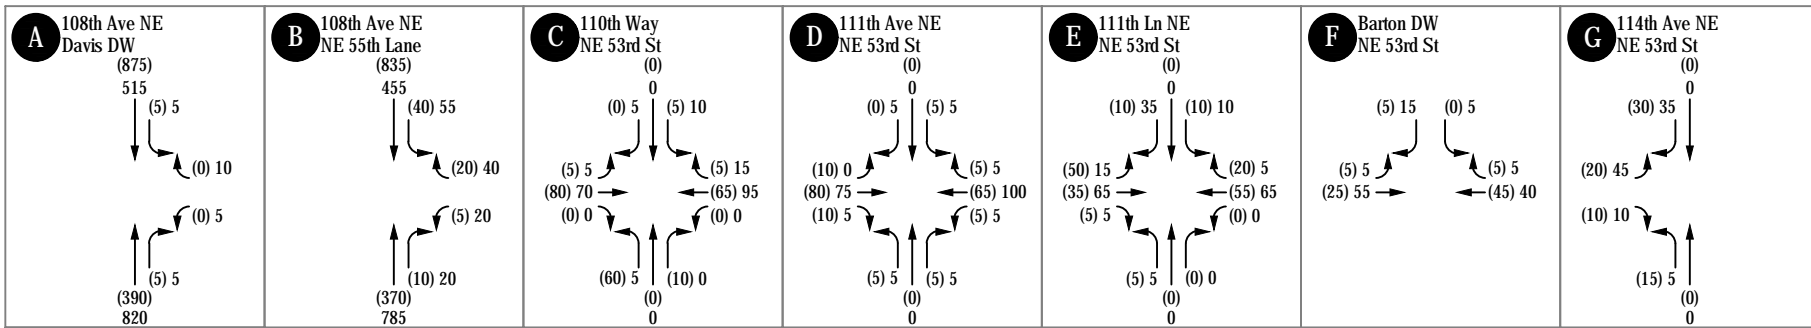 A
108th Ave NE
Davis DW
(875)
515
(5) 5
(0) 10
(0) 5
(5) 5
(390)
820
B
108th Ave NE
NE 55th Lane
(835)
455
(40) 55
(20) 40
(5) 20
(10) 20
(370)
785
C
110th Way
NE 53rd St
(0)
0
(0) 5 (5) 10
(5) 5 (5) 15
(80) 70 (65) 95
(0) 0 (0) 0
(60) 5 (10) 0
(0)
0
D
111th Ave NE
NE 53rd St
(0)
0
(0) 5 (5) 5
(10) 0 (5) 5
(80) 75 (65) 100
(10) 5 (5) 5
(5) 5 (5) 5
(0)
0
E
111th Ln NE
NE 53rd St
(0)
0
(10) 35 (10) 10
(50) 15 (20) 5
(35) 65 (55) 65
(5) 5 (0) 0
(5) 5 (0) 0
(0)
0
F
Barton DW
NE 53rd St
(5) 15 (0) 5
(5) 5 (5) 5
(25) 55 (45) 40
G
114th Ave NE
NE 53rd St
(0)
0
(30) 35
(20) 45
(10) 10
(15) 5
(0)
0